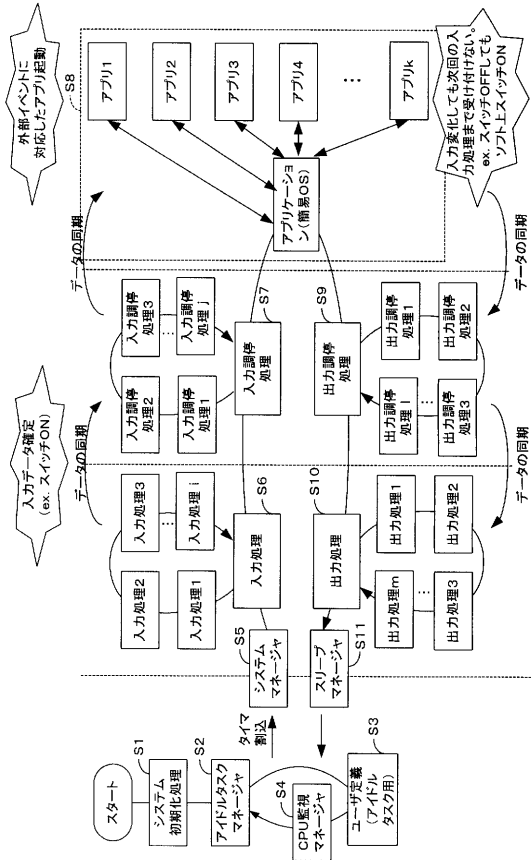 スタート
S1
システム
初期化処理
S2
アイドルタスク
マネージャ
S4
CPU監視
マネージャ
S3
ユーザ定義
(アイドル
タスク用)
タイマ
割込
S5
システム
マネージャ
スリープ
マネージャ
S11
入力データ確定
(ex. スイッチON)
データの同期
入力処理2
入力処理3
入力処理1
⋮
入力処理i
S6
入力処理
S10
出力処理
出力処理m
出力処理1
⋮
出力処理3
出力処理2
データの同期
データの同期
入力調停
処理2
入力調停
処理3
入力調停
処理1
⋮
入力調停
処理j
S7
入力調停
処理
S9
出力調停
処理
出力調停
処理l
出力調停
処理1
⋮
出力調停
処理3
出力調停
処理2
データの同期
外部イベントに
対応したアプリ起動
S8
アプリ1
アプリ2
アプリ3
アプリ4
⋮
アプリk
アプリケーショ
ン(簡易OS)
入力変化しても次回の入
力処理まで受け付けない。
ex. スイッチOFFしても
ソフト上スイッチON